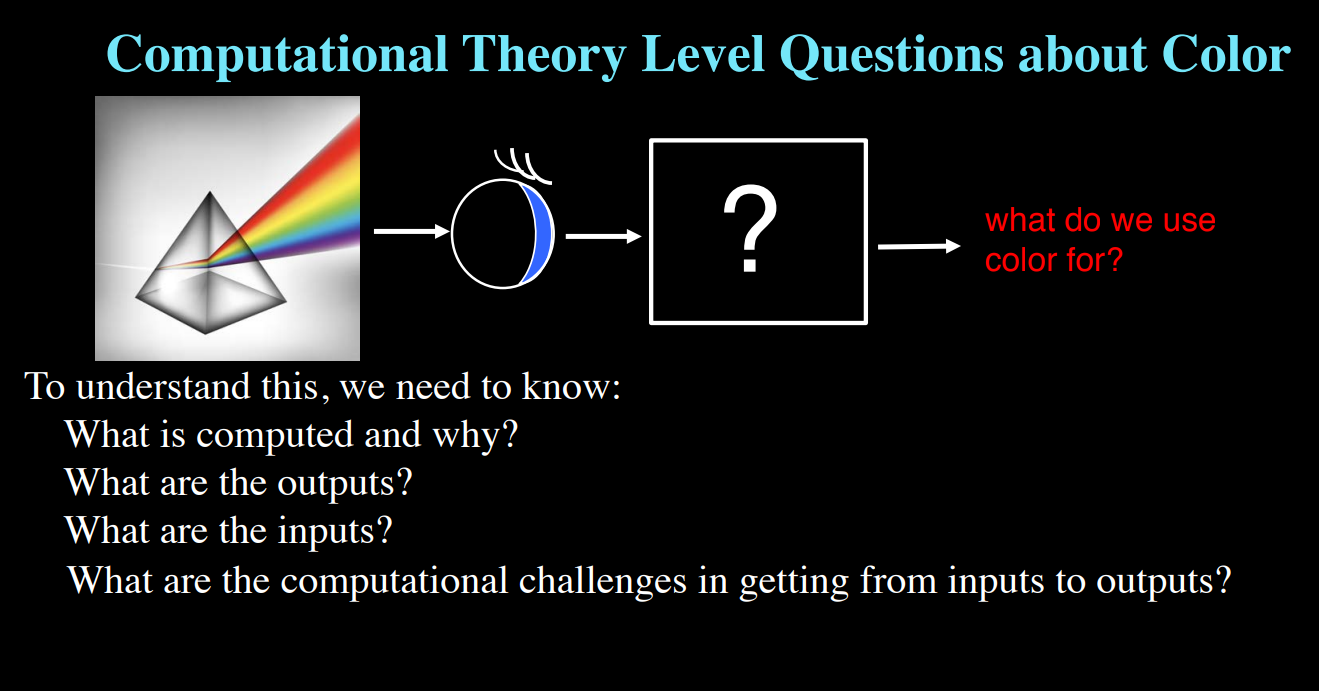 Computational Theory Level Questions about Color
?
what do we use
color for?
To understand this, we need to know:
What is computed and why?
What are the outputs?
What are the inputs?
What are the computational challenges in getting from inputs to outputs?